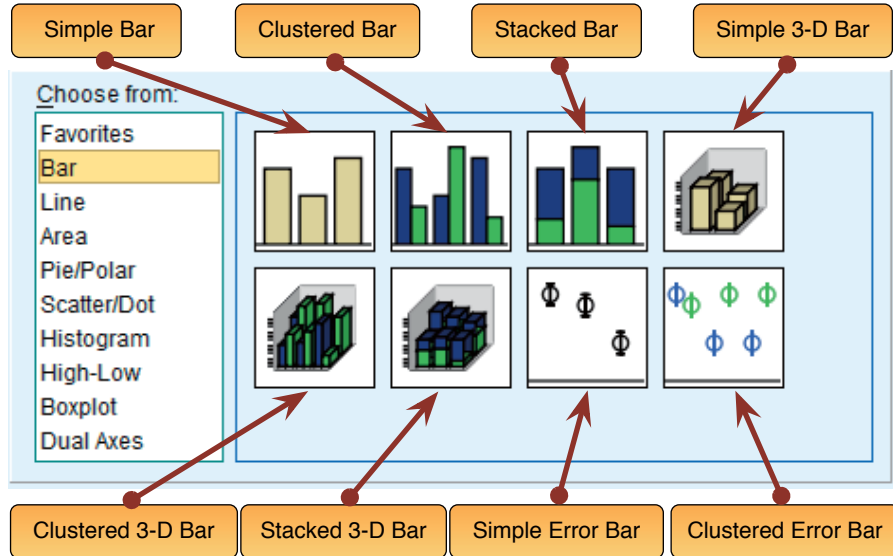 Simple Bar
Clustered Bar
Stacked Bar
Simple 3-D Bar
Choose from:
Favorites
Bar
Line
Area
Pie/Polar
Scatter/Dot
Histogram
High-Low
Boxplot
Dual Axes
Clustered 3-D Bar
Stacked 3-D Bar
Simple Error Bar
Clustered Error Bar